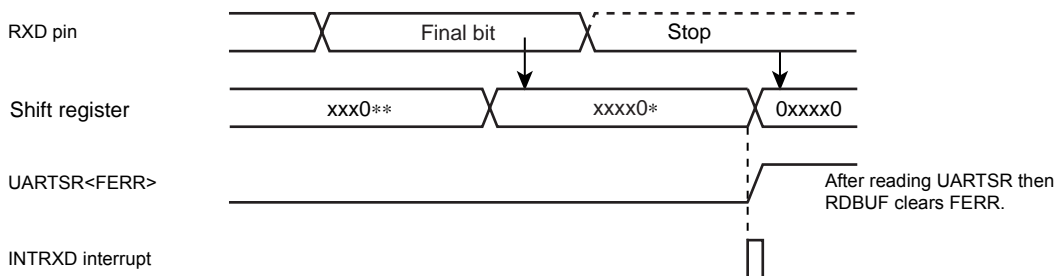 RXD pin
Final bit
Stop
Shift register
xxx0**
xxxx0*
0xxxx0
UARTSR<FERR>
After reading UARTSR then
RDBUF clears FERR.
INTRXD interrupt